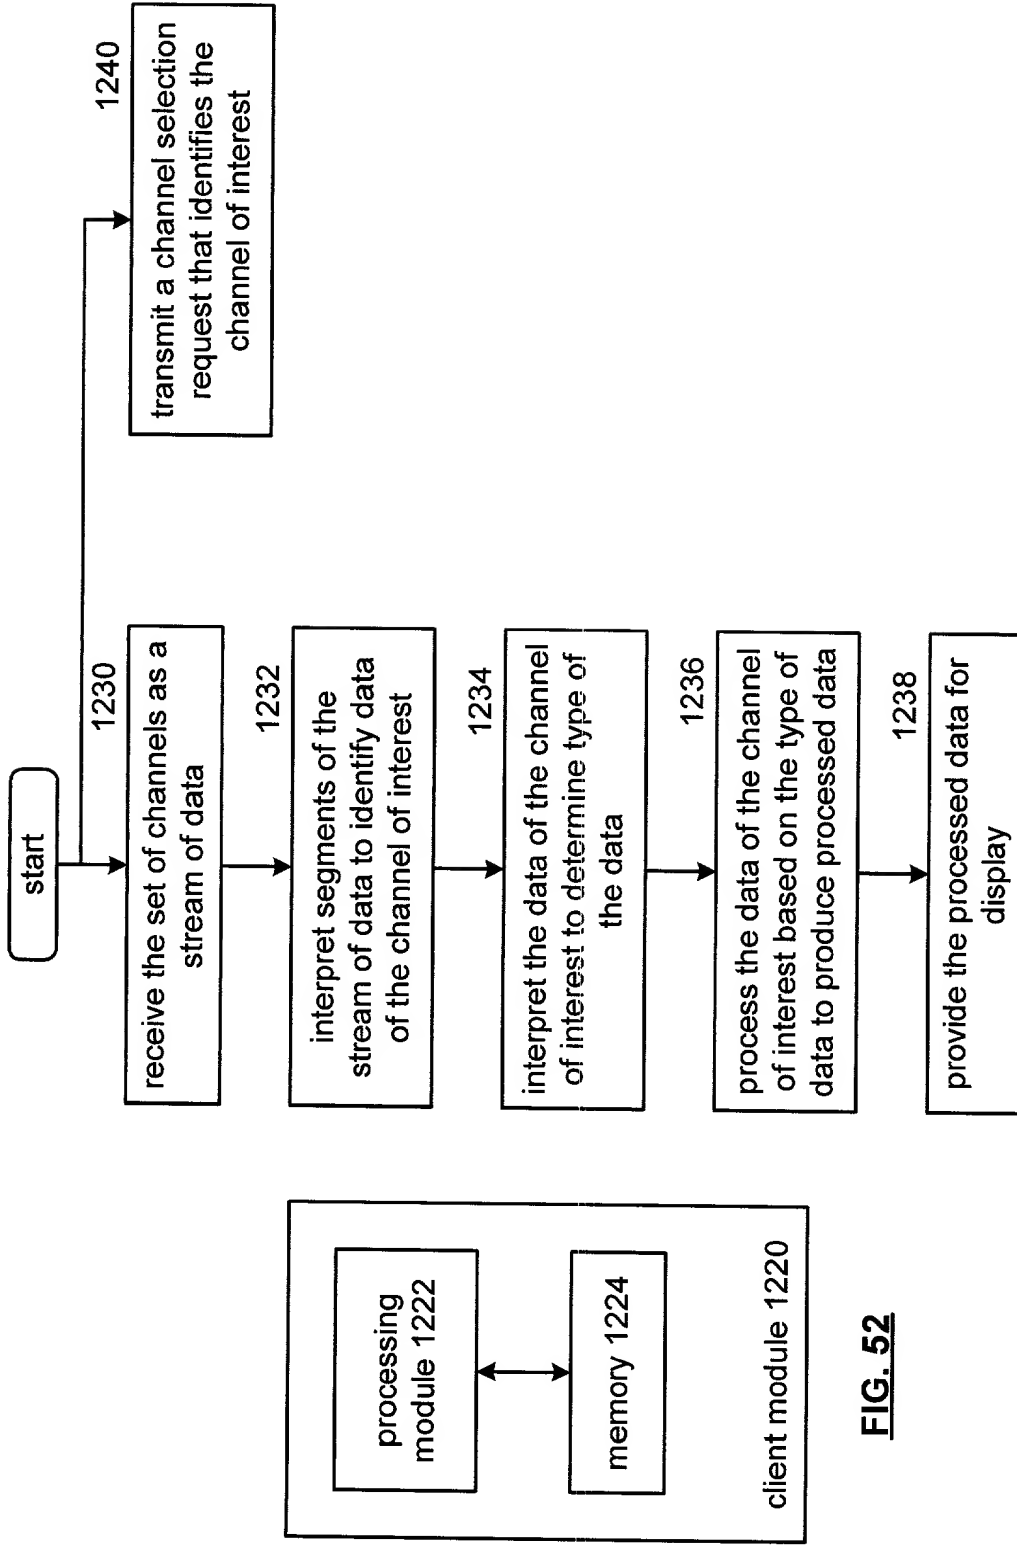 start
1230
receive the set of channels as a
stream of data
1240
transmit a channel selection
request that identifies the
channel of interest
1232
interpret segments of the
stream of data to identify data
of the channel of interest
1234
interpret the data of the channel
of interest to determine type of
the data
1236
process the data of the channel
of interest based on the type of
data to produce processed data
1238
provide the processed data for
display
processing
module 1222
memory 1224
client module 1220
FIG. 52